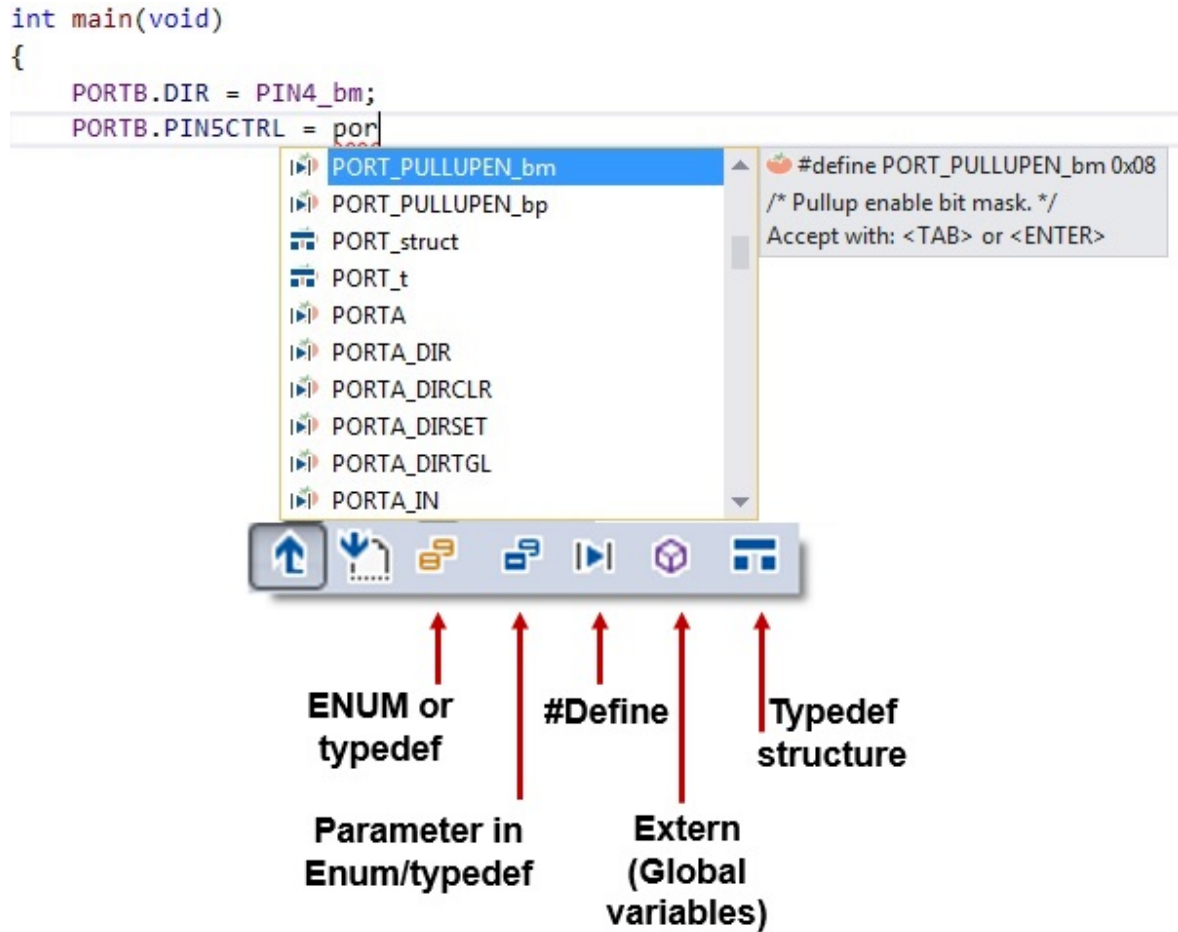 int main(void)
{
PORTB.DIR = PIN4_bm;
PORTB.PIN5CTRL = por
PORT_PULLUPEN_bm
PORT_PULLUPEN_bp
PORT_struct
PORT_t
PORTA
PORTA_DIR
PORTA_DIRCLR
PORTA_DIRSET
PORTA_DIRTGL
PORTA_IN
#define PORT_PULLUPEN_bm 0x08
/* Pullup enable bit mask. */
Accept with: <TAB> or <ENTER>
ENUM or
typedef
#Define
Typedef
structure
Parameter in
Enum/typedef
Extern
(Global
variables)